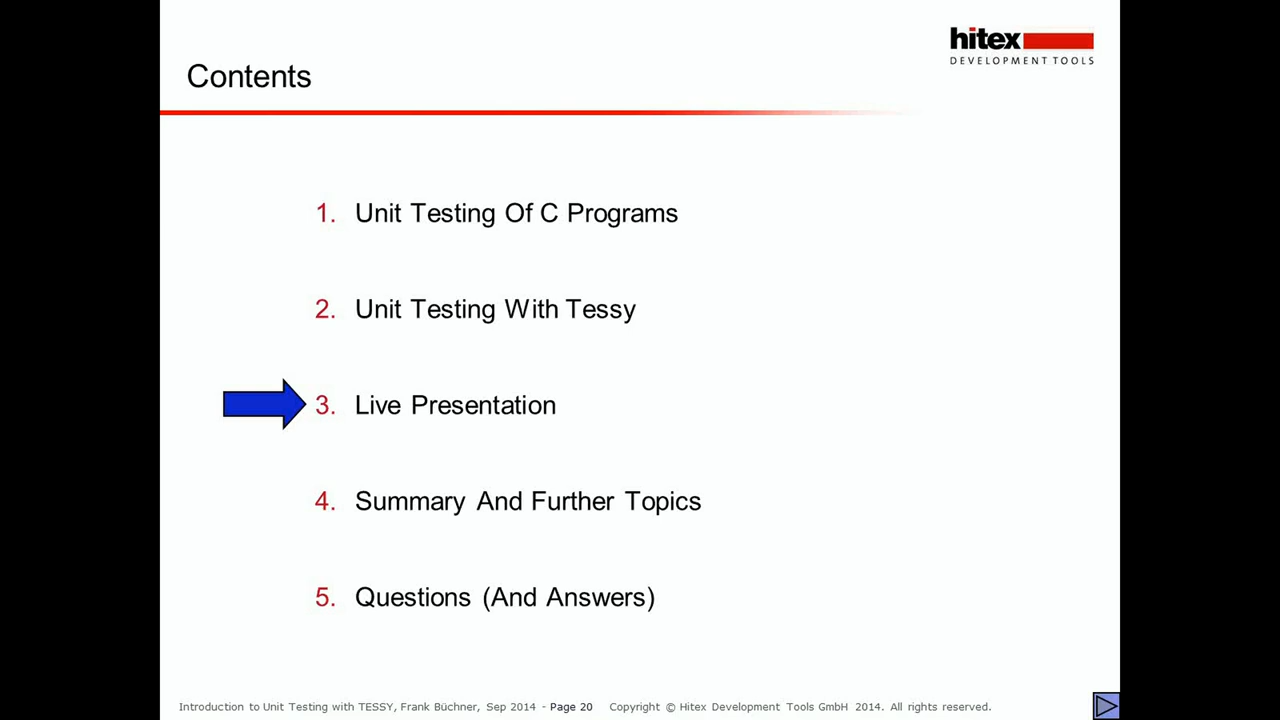 hitex
DEVELOPMENT TOOLS
Contents
1. Unit Testing Of C Programs
2. Unit Testing With Tessy
3. Live Presentation
4. Summary And Further Topics
5. Questions (And Answers)
Introduction to Unit Testing with TESSY, Frank Büchner, Sep 2014 - Page 20 Copyright © Hitex Development Tools GmbH 2014. All rights reserved.